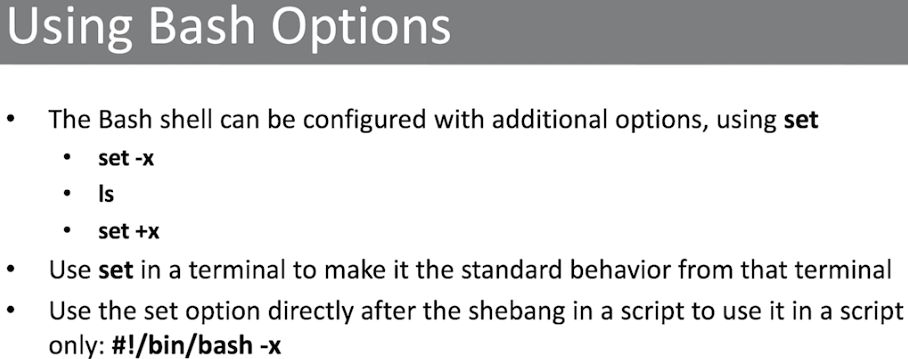 Using Bash Options
• The Bash shell can be configured with additional options, using set
• set -x
• ls
• set +x
• Use set in a terminal to make it the standard behavior from that terminal
• Use the set option directly after the shebang in a script to use it in a script
only: #!/bin/bash -x